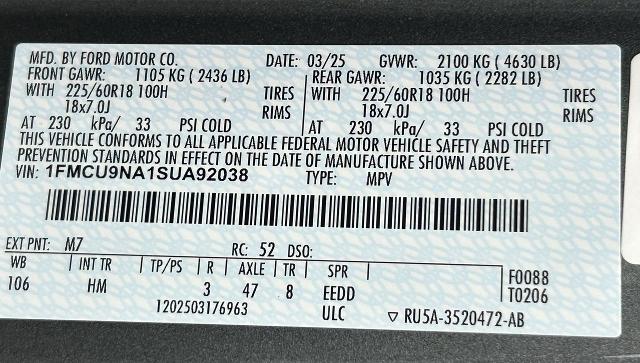 MFD. BY FORD MOTOR CO. DATE: 03/25 GVWR: 2100 KG ( 4630 LB)
FRONT GAWR: 1105 KG ( 2436 LB) REAR GAWR: 1035 KG ( 2282 LB)
WITH 225/60R18 100H TIRES WITH 225/60R18 100H TIRES
18x7.0J RIMS 18x7.0J RIMS
AT 230 kPa/ 33 PSI COLD AT 230 kPa/ 33 PSI COLD
THIS VEHICLE CONFORMS TO ALL APPLICABLE FEDERAL MOTOR VEHICLE SAFETY AND THEFT
PREVENTION STANDARDS IN EFFECT ON THE DATE OF MANUFACTURE SHOWN ABOVE.
VIN: 1FMCU9NA1SUA92038 TYPE: MPV
EXT PNT: M7 RC: 52 DSO:
WB INT TR TP/PS R AXLE TR SPR F0088
106 HM 3 47 8 EEDD T0206
1202503176963 ULC ▽ RU5A-3520472-AB